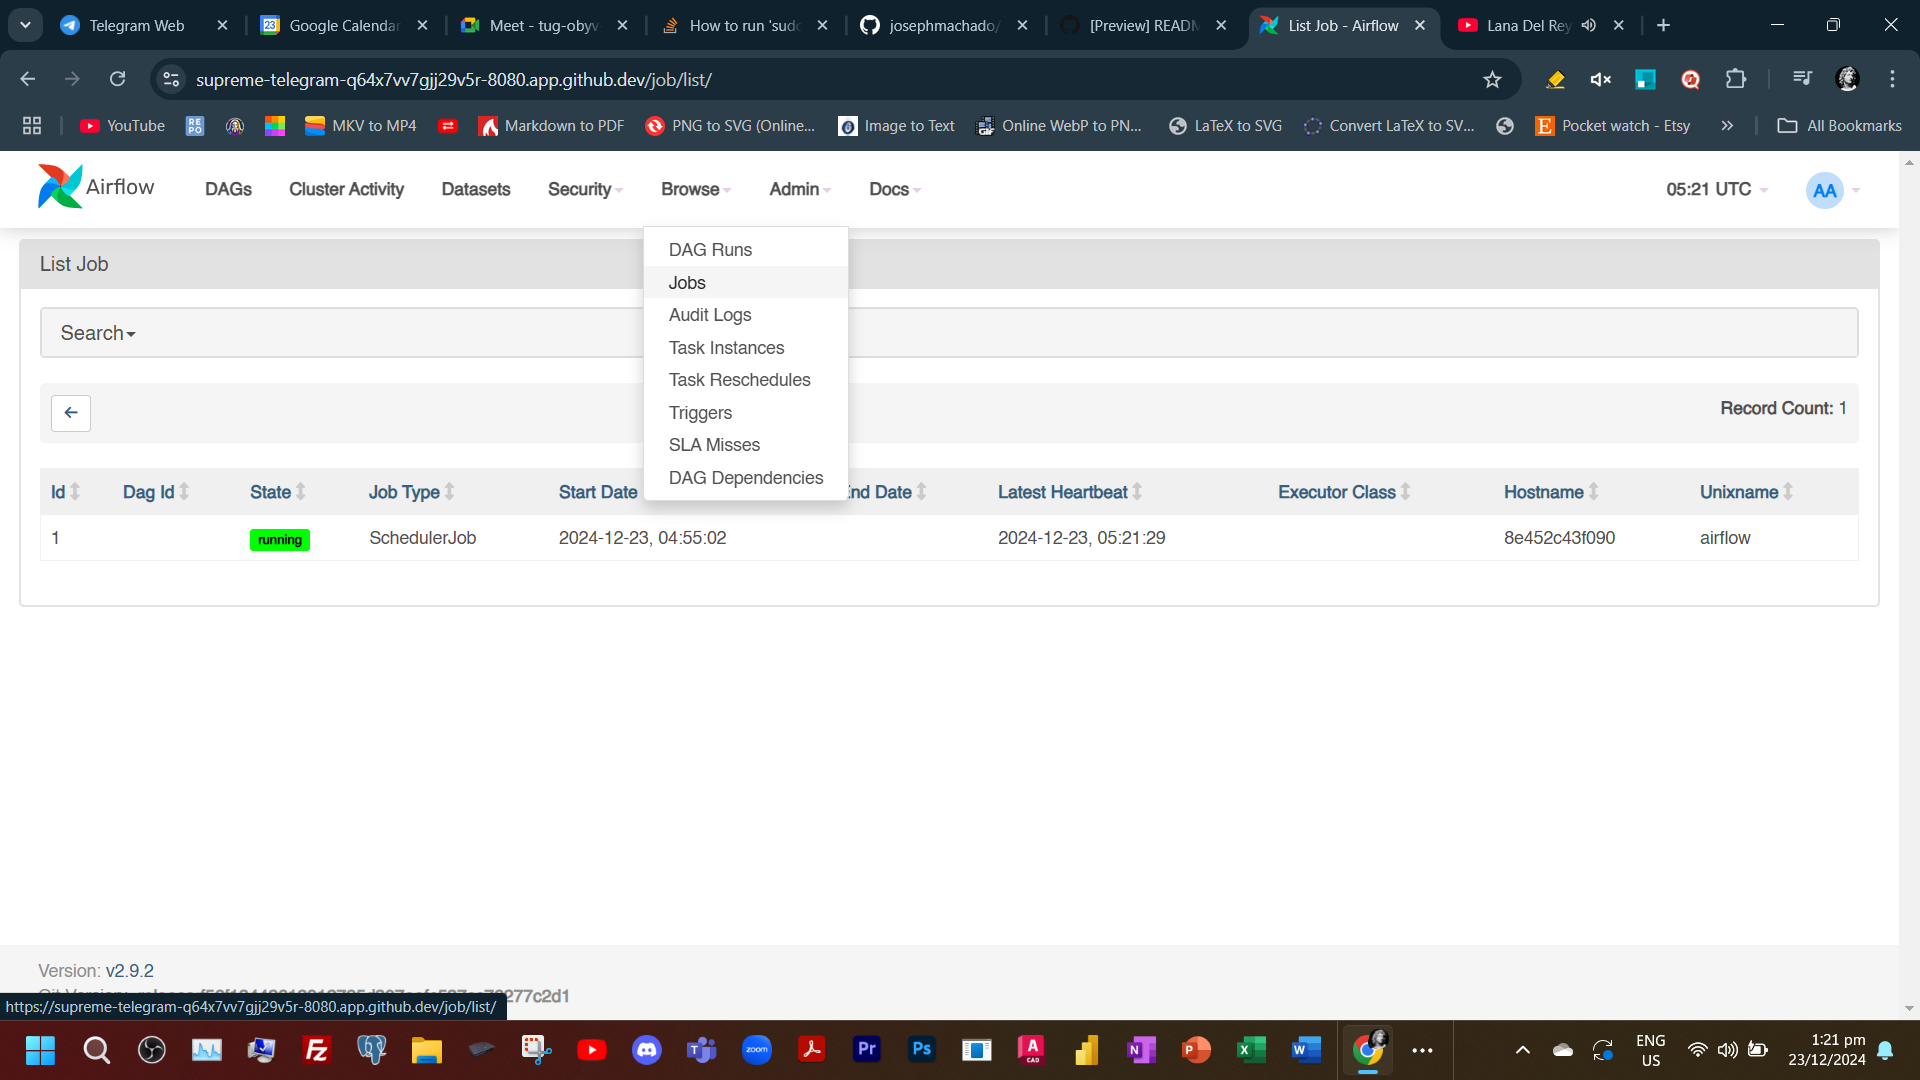 Telegram Web
Google Calendar
Meet - tug-obyv
How to run 'sudo
josephmachado/
[Preview] READM
List Job - Airflow
Lana Del Rey
supreme-telegram-q64x7vv7gjj29v5r-8080.app.github.dev/job/list/
YouTube
RE PO
MKV to MP4
Markdown to PDF
PNG to SVG (Online...
Image to Text
Online WebP to PN...
LaTeX to SVG
Convert LaTeX to SV...
Pocket watch - Etsy
All Bookmarks
Airflow
DAGs
Cluster Activity
Datasets
Security
Browse
Admin
Docs
05:21 UTC
AA
List Job
DAG Runs
Jobs
Audit Logs
Task Instances
Task Reschedules
Triggers
SLA Misses
DAG Dependencies
Search
Record Count: 1
Id Dag Id State Job Type Start Date End Date Latest Heartbeat Executor Class Hostname Unixname
1 running SchedulerJob 2024-12-23, 04:55:02 2024-12-23, 05:21:29 8e452c43f090 airflow
Version: v2.9.2
277c2d1
https://supreme-telegram-q64x7vv7gjj29v5r-8080.app.github.dev/job/list/
ENG
US
1:21 pm
23/12/2024